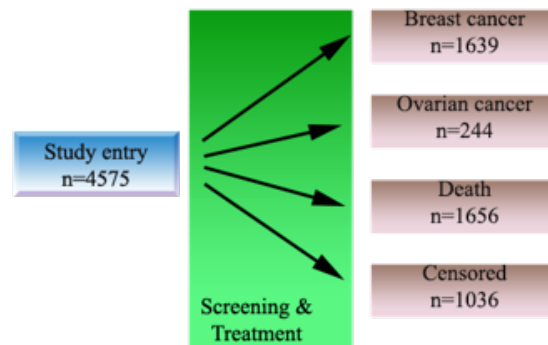 Study entry
n=4575
Screening &
Treatment
Breast cancer
n=1639
Ovarian cancer
n=244
Death
n=1656
Censored
n=1036